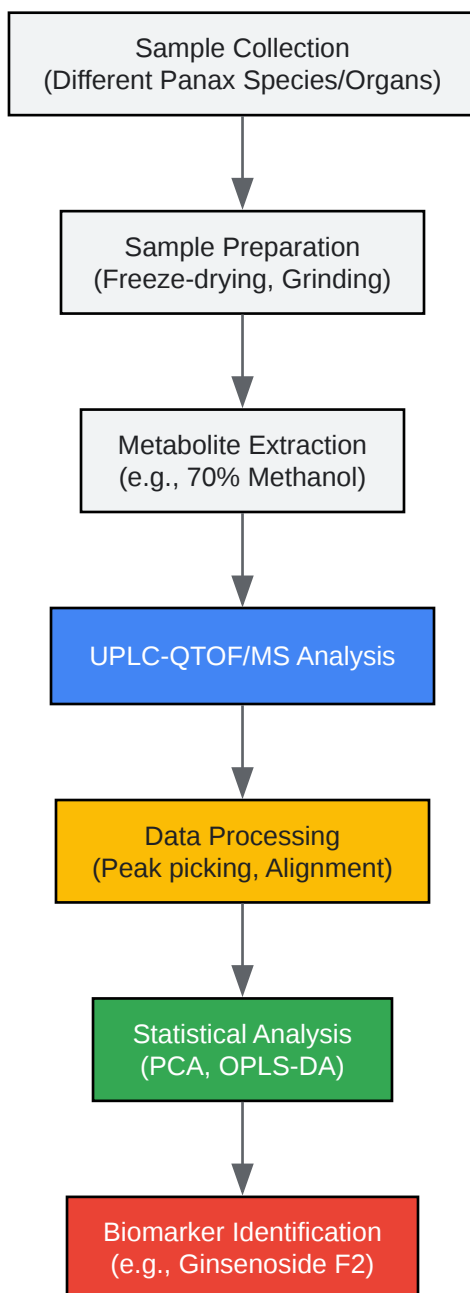 Sample Collection
(Different Panax Species/Organs)
Sample Preparation
(Freeze-drying, Grinding)
Metabolite Extraction
(e.g., 70% Methanol)
UPLC-QTOF/MS Analysis
Data Processing
(Peak picking, Alignment)
Statistical Analysis
(PCA, OPLS-DA)
Biomarker Identification
(e.g., Ginsenoside F2)